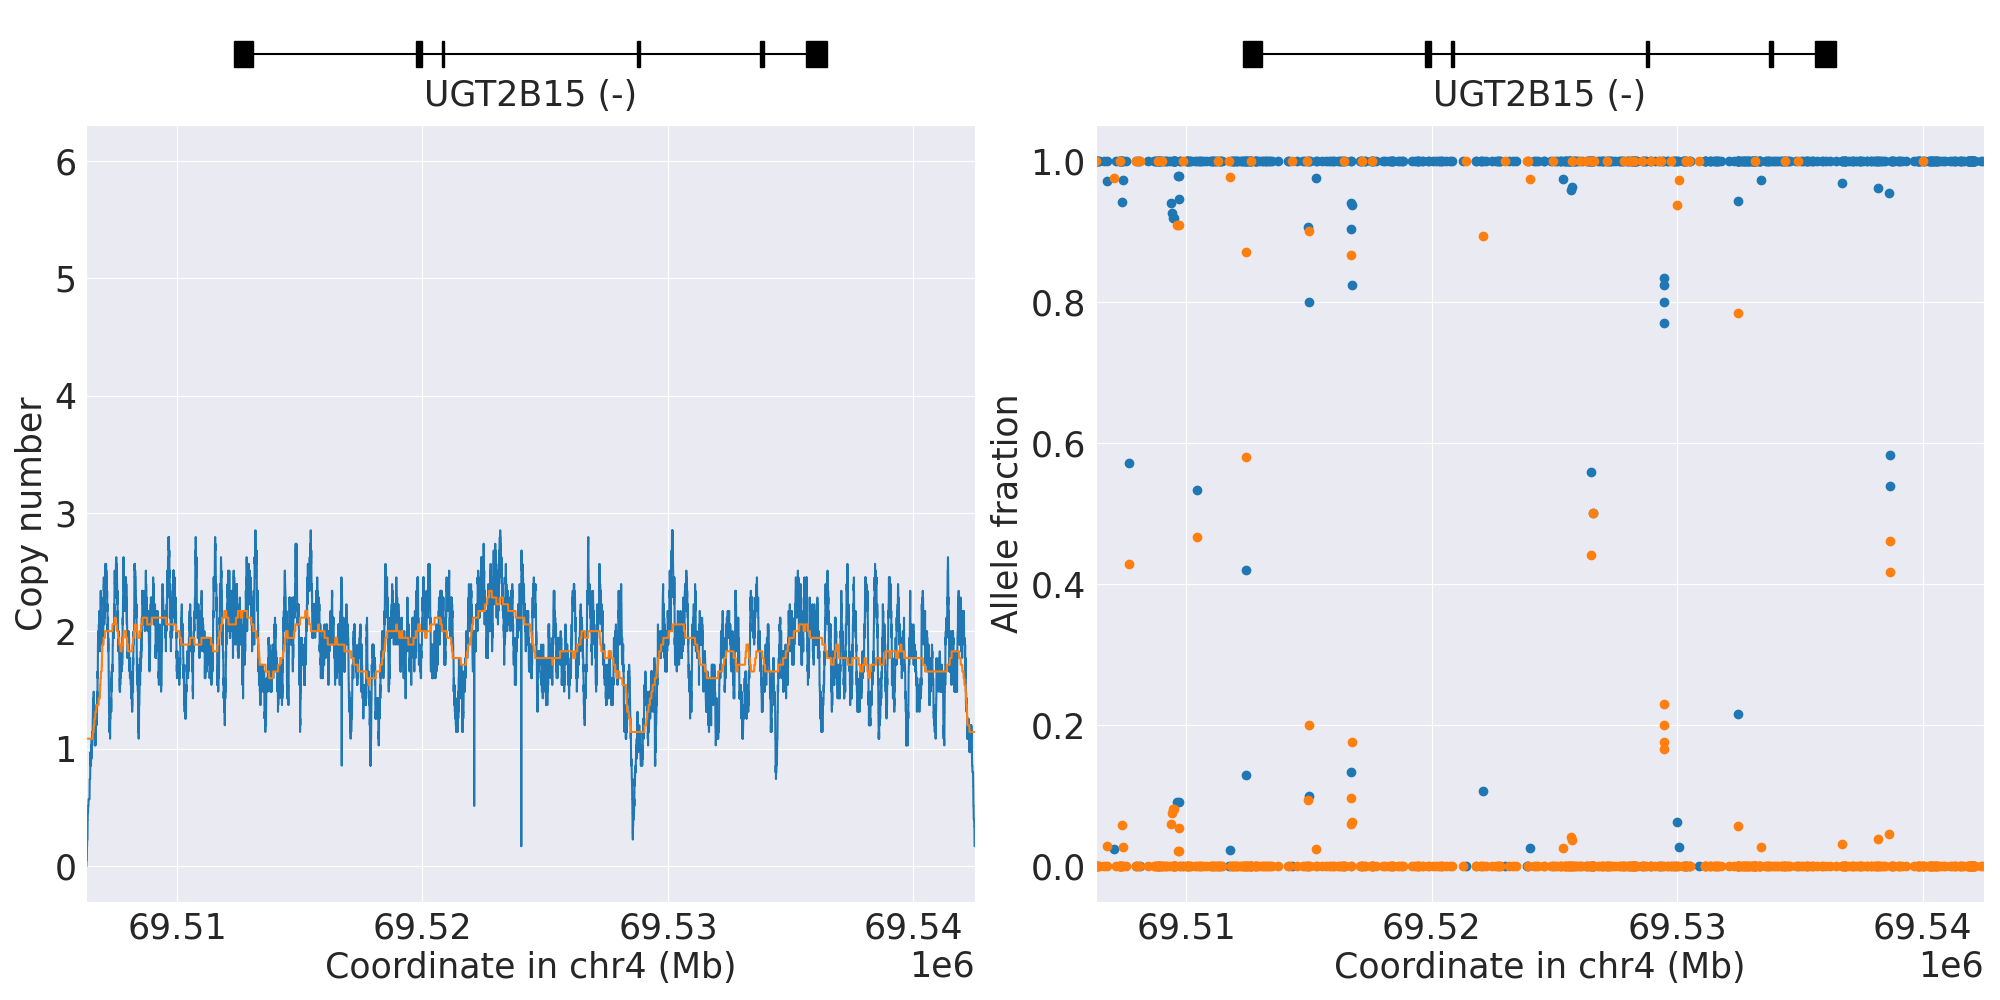 UGT2B15 (-)
6
5
4
3
2
1
0
Copy number
69.51 69.52 69.53 69.54
Coordinate in chr4 (Mb)
1e6
UGT2B15 (-)
1.0
0.8
0.6
0.4
0.2
0.0
Allele fraction
69.51 69.52 69.53 69.54
Coordinate in chr4 (Mb)
1e6